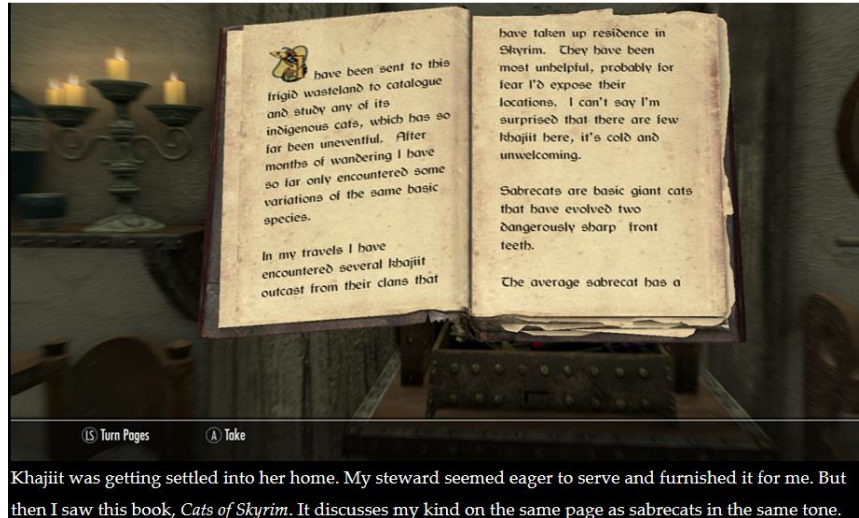 I have been sent to this
frigid wasteland to catalogue
and study any of its
indigenous cats, which has so
far been uneventful. After
months of wandering I have
so far only encountered some
variations of the same basic
species.
In my travels I have
encountered several khajiit
outcast from their clans that
have taken up residence in
Skyrim. They have been
most unhelpful, probably for
fear I'd expose their
locations. I can't say I'm
surprised that there are few
khajiit here, it's cold and
unwelcoming.
Sabrecats are basic giant cats
that have evolved two
dangerously sharp front
teeth.
The average sabrecat has a
LS Turn Pages
A Take
Khajiit was getting settled into her home. My steward seemed eager to serve and furnished it for me. But
then I saw this book, Cats of Skyrim. It discusses my kind on the same page as sabrecats in the same tone.